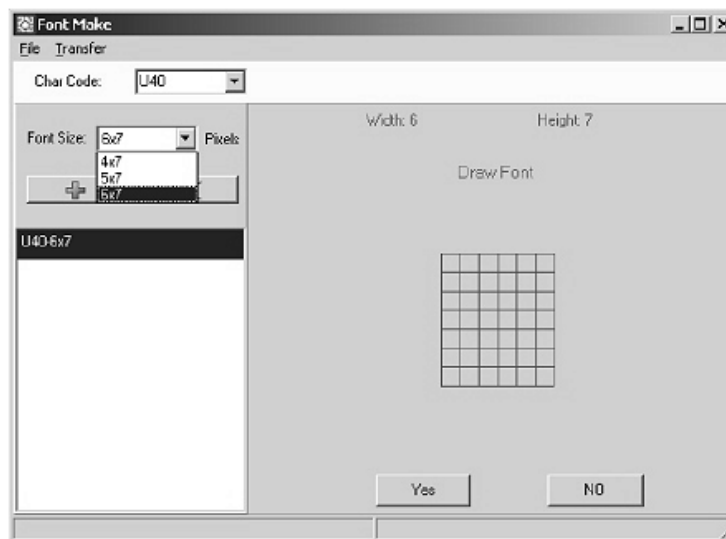 Font Make
File Transfer
Char Code: U40
Width: 6 Height: 7
Font Size: 6x7 Pixels
4x7
5x7
6x7
Draw Font
U40-6x7
Yes NO